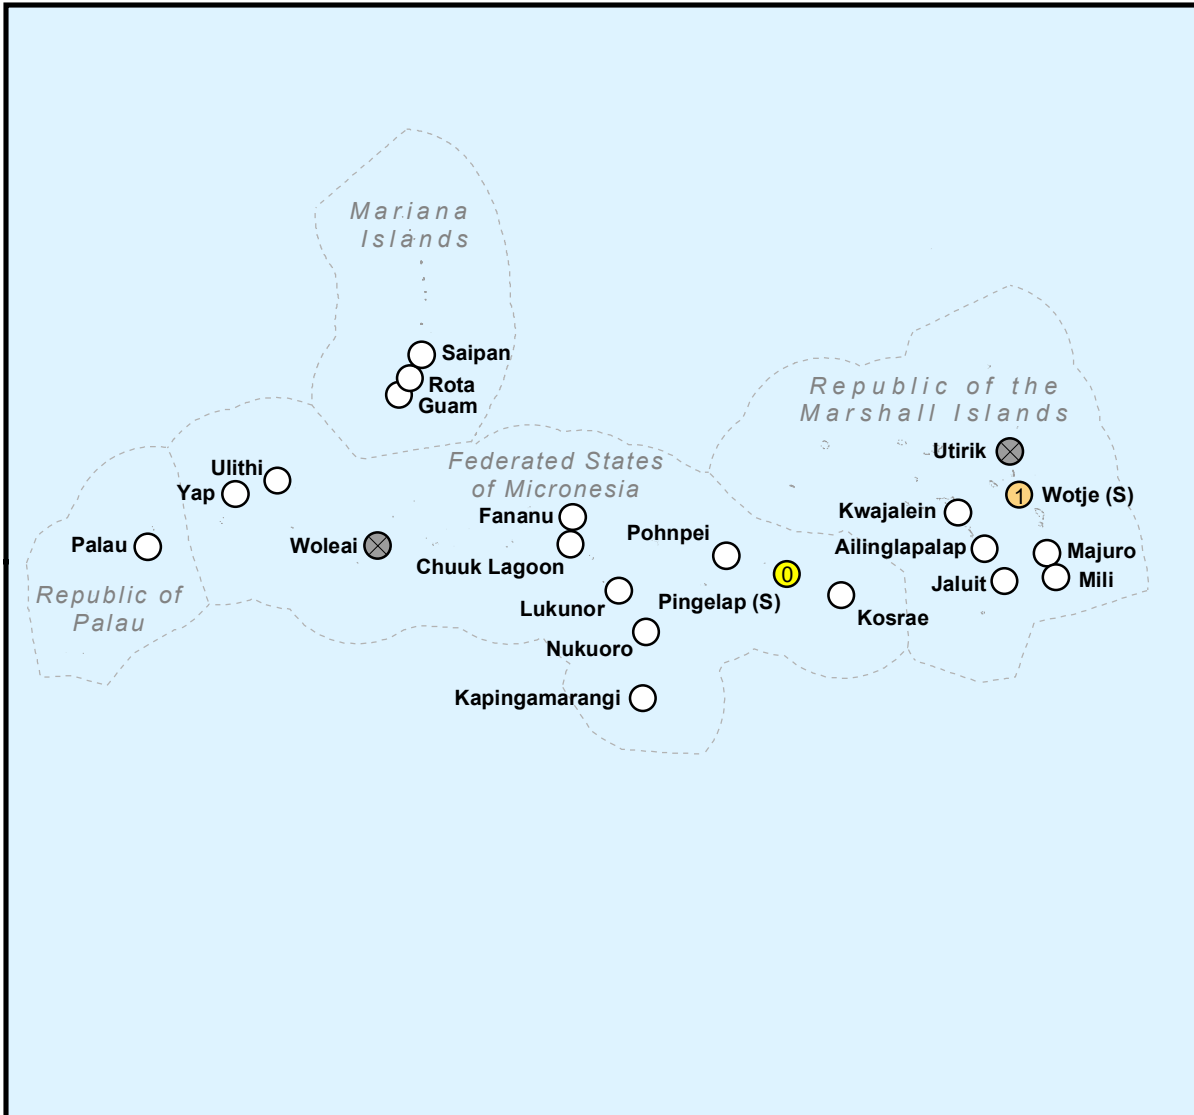 Mariana
Islands
Saipan
Rota
Guam
Republic of the
Marshall Islands
Utirik
Ulithi
Yap
Federated States
of Micronesia
1
Wotje (S)
Kwajalein
Fananu
Pohnpei
Palau
Woleai
Chuuk Lagoon
Ailinglapalap
Majuro
0
Jaluit
Mili
Republic of
Palau
Lukunor
Pingelap (S)
Kosrae
Nukuoro
Kapingamarangi